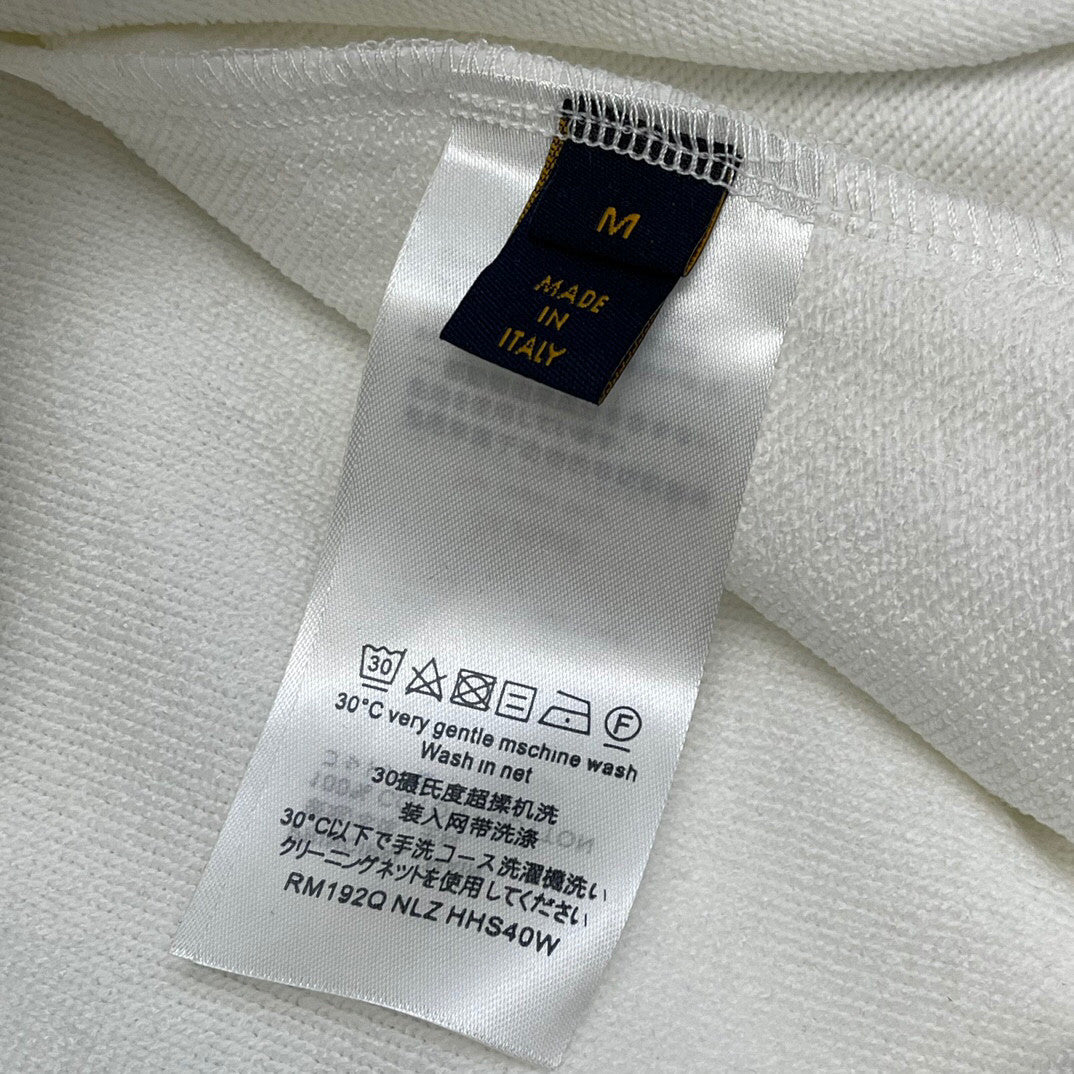 M
MADE
IN
ITALY
30
F
30°C very gentle mschine wash
Wash in net
30摄氏度超揉机洗
装入网带洗涤
30°C以下で手洗コース洗濯機洗い
クリーニングネットを使用してください
RM192Q NLZ HHS40W